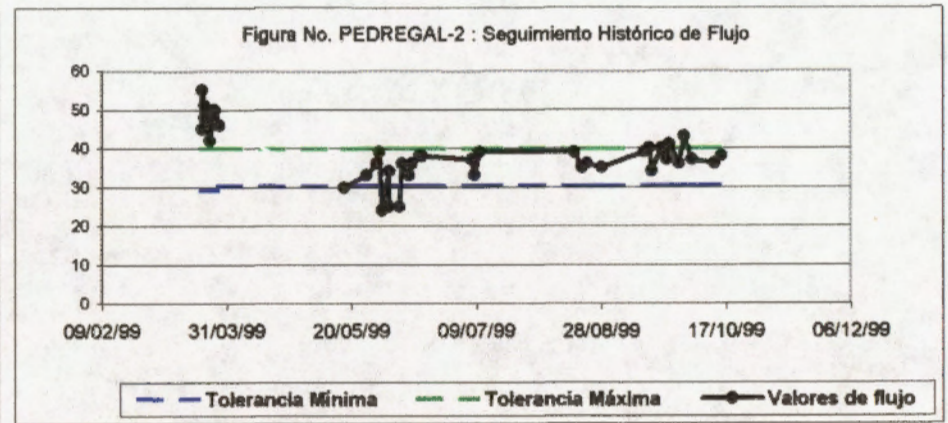 Figura No. PEDREGAL-2 : Seguimiento Histórico de Flujo
60
50
40
30
20
10
0
09/02/99 31/03/99 20/05/99 09/07/99 28/08/99 17/10/99 06/12/99
Tolerancia Mínima Tolerancia Máxima Valores de flujo